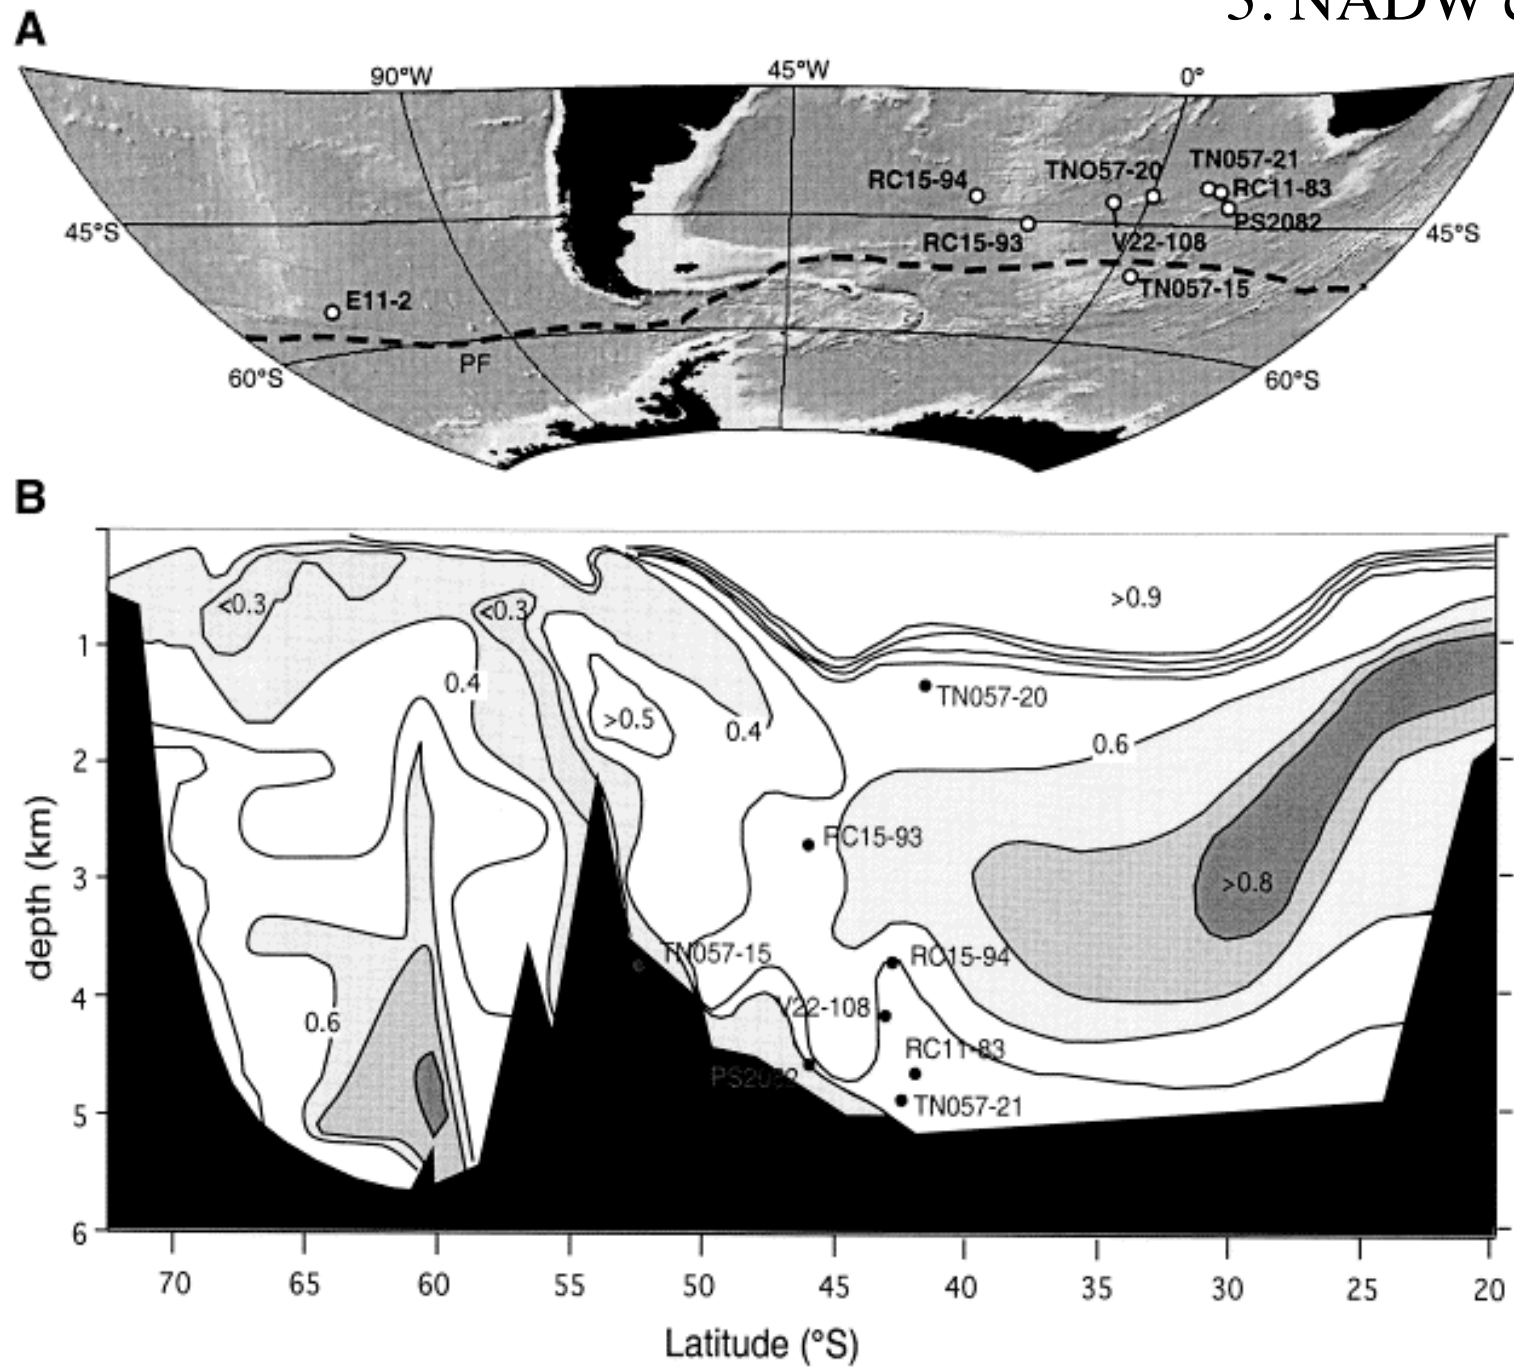 5. NADW
A
90°W 45°W 0°
TN057-21
TNO57-20
RC15-94 RC11-83
PS2082
45°S 45°S
RC15-93 V22-108
TN057-15
E11-2
PF
60°S 60°S
B
<0.3 <0.3 >0.9
1
0.4
TN057-20
>0.5 0.4 0.6
2
RC15-93
3 >0.8
TN057-15 RC15-94
4
V22-108
0.6
RC11-83
PS2082
TN057-21
5
6
depth (km)
70 65 60 55 50 45 40 35 30 25 20
Latitude (°S)